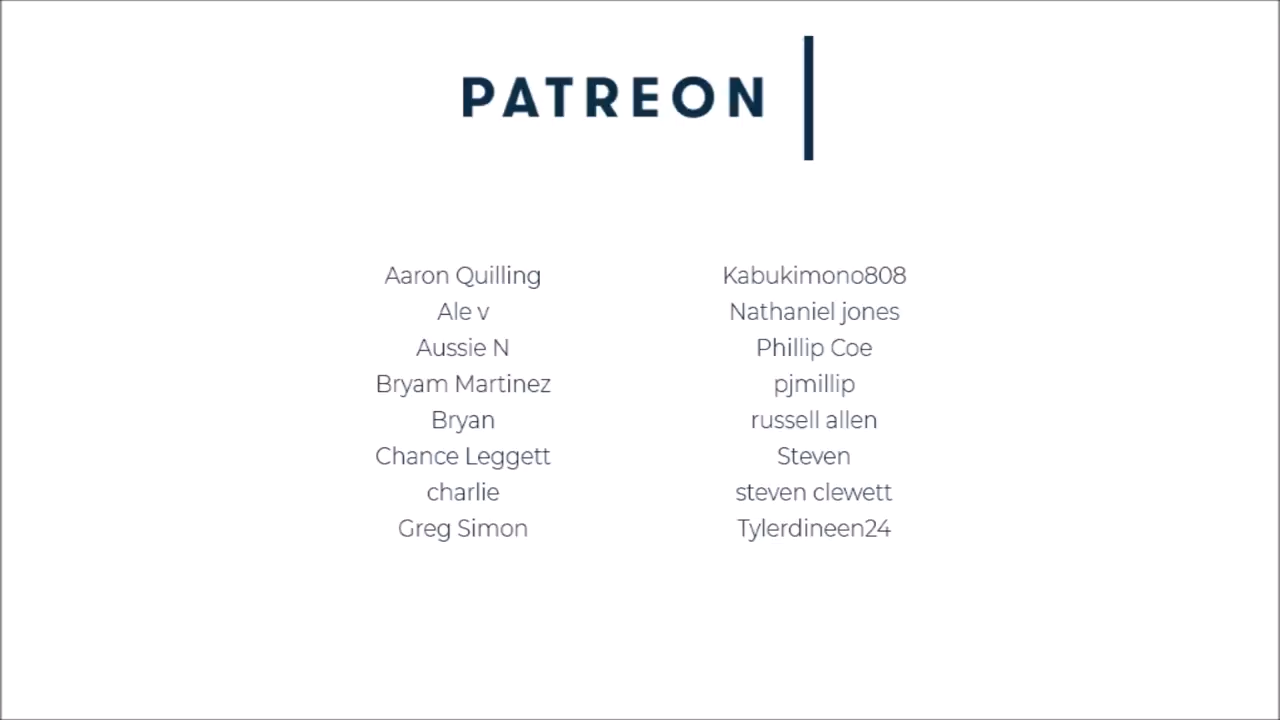 PATREON
Aaron Quilling
Ale v
Aussie N
Bryam Martinez
Bryan
Chance Leggett
charlie
Greg Simon
Kabukimono808
Nathaniel jones
Phillip Coe
pjmillip
russell allen
Steven
steven clewett
Tylerdineen24